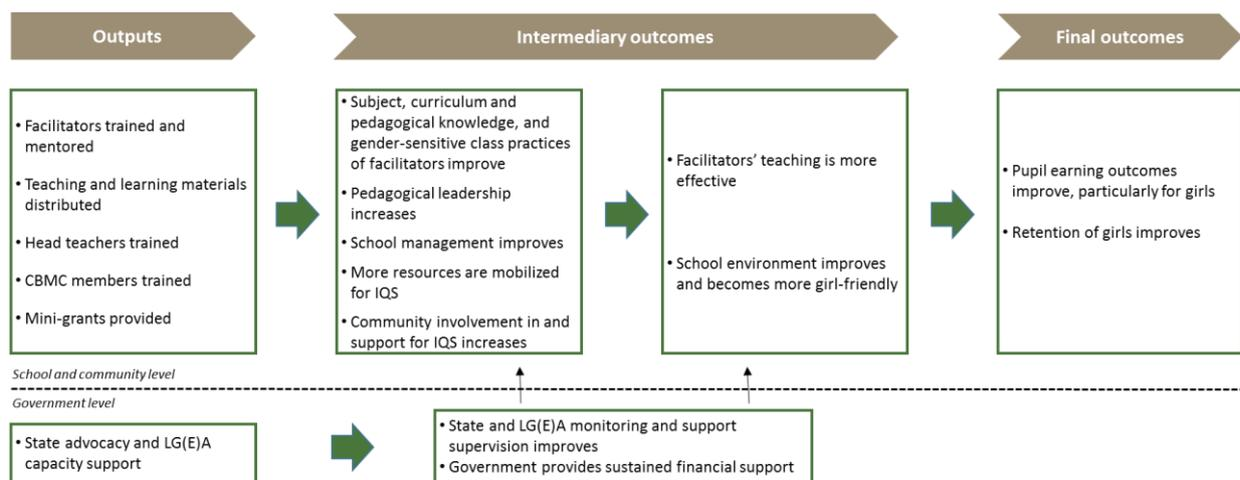 Outputs
Intermediary outcomes
Final outcomes
• Facilitators trained and
mentored
• Teaching and learning materials
distributed
• Head teachers trained
• CBMC members trained
• Mini-grants provided
• Subject, curriculum and
pedagogical knowledge, and
gender-sensitive class practices
of facilitators improve
• Pedagogical leadership
increases
• School management improves
• More resources are mobilized
for IQS
• Community involvement in and
support for IQS increases
• Facilitators’ teaching is more
effective
• School environment improves
and becomes more girl-friendly
• Pupil earning outcomes
improve, particularly for girls
• Retention of girls improves
School and community level
Government level
• State advocacy and LG(E)A
capacity support
• State and LG(E)A monitoring and support
supervision improves
• Government provides sustained financial support